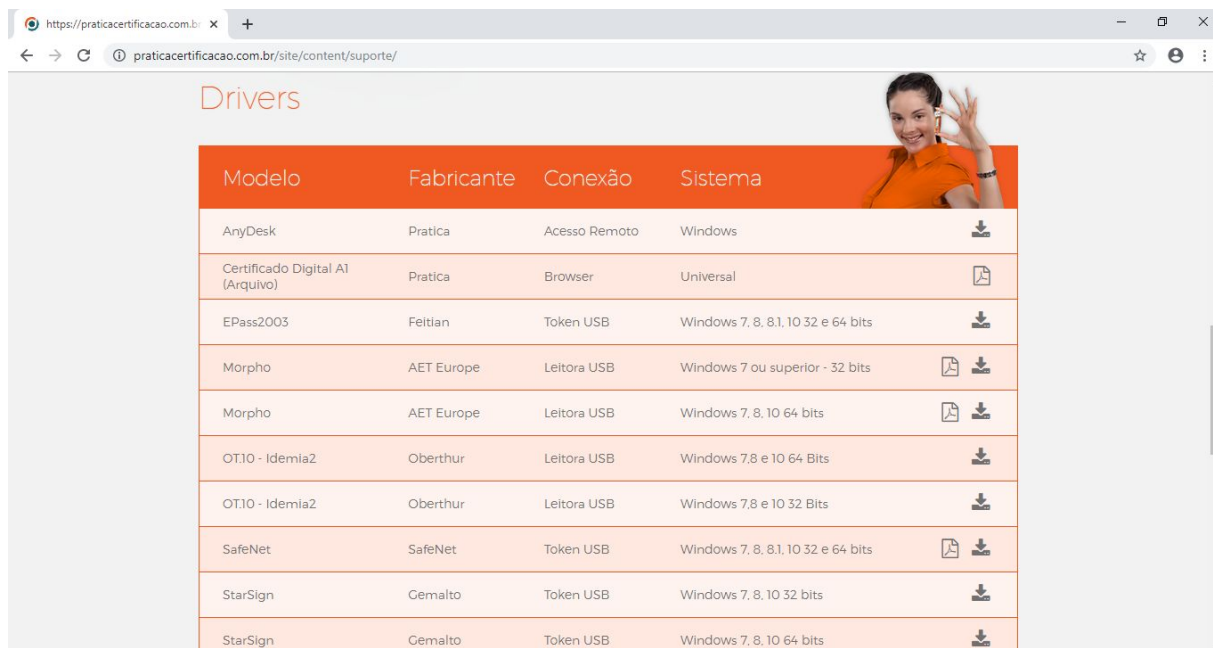 https://praticacertificacao.com.br
praticacertificacao.com.br/site/content/suporte/
Drivers
Modelo Fabricante Conexão Sistema
AnyDesk Pratica Acesso Remoto Windows
Certificado Digital A1
(Arquivo) Pratica Browser Universal
EPass2003 Feitian Token USB Windows 7, 8, 8.1, 10 32 e 64 bits
Morpho AET Europe Leitora USB Windows 7 ou superior - 32 bits
Morpho AET Europe Leitora USB Windows 7, 8, 10 64 bits
OT.10 - Idemia2 Oberthur Leitora USB Windows 7,8 e 10 64 Bits
OT.10 - Idemia2 Oberthur Leitora USB Windows 7,8 e 10 32 Bits
SafeNet SafeNet Token USB Windows 7, 8, 8.1, 10 32 e 64 bits
StarSign Gemalto Token USB Windows 7, 8, 10 32 bits
StarSign Gemalto Token USB Windows 7, 8, 10 64 bits